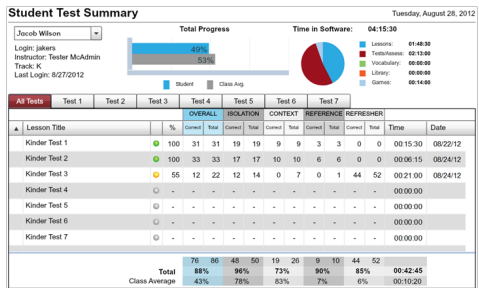 Student Test Summary
Tuesday, August 28, 2012
Jacob Wilson
Login: jakers
Instructor: Tester McAdmin
Track: K
Last Login: 8/27/2012
Total Progress
49%
53%
Student Class Avg.
Time in Software: 04:15:30
Lessons: 01:48:30
Tests/Assess: 02:13:00
Vocabulary: 00:00:00
Library: 00:00:00
Games: 00:14:00
All Tests Test 1 Test 2 Test 3 Test 4 Test 5 Test 6 Test 7
OVERALL ISOLATION CONTEXT REFERENCE REFRESHER
Lesson Title % Correct Total Correct Total Correct Total Correct Total Correct Total Time Date
Kinder Test 1 100 31 31 19 19 9 9 3 3 0 0 00:15:30 08/22/12
Kinder Test 2 100 33 33 17 17 10 10 6 6 0 0 00:06:15 08/24/12
Kinder Test 3 55 12 22 12 14 0 7 0 1 44 52 00:21:00 08/24/12
Kinder Test 4 - - - - - - - - - - - 00:00:00
Kinder Test 5 - - - - - - - - - - - 00:00:00
Kinder Test 6 - - - - - - - - - - - 00:00:00
Kinder Test 7 - - - - - - - - - - - 00:00:00
76 86 48 50 19 26 9 10 44 52
Total 88% 96% 73% 90% 85% 00:42:45
Class Average 43% 78% 83% 7% 6% 00:10:20